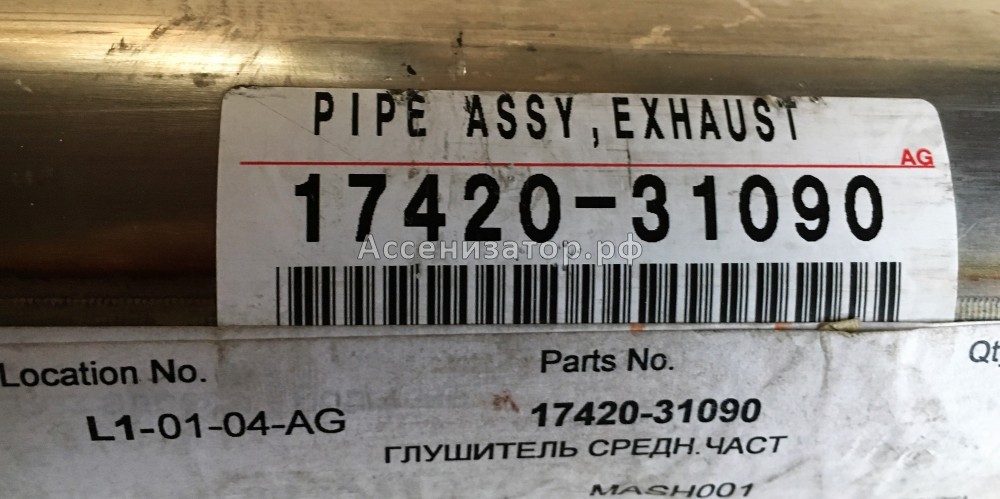 PIPE ASSY,EXHAUST
AG
17420-31090
Ассенизатор.рф
Location No.
Parts No.
Qty
L1-01-04-AG
17420-31090
ГЛУШИТЕЛЬ СРЕДН.ЧАСТ
MASH001